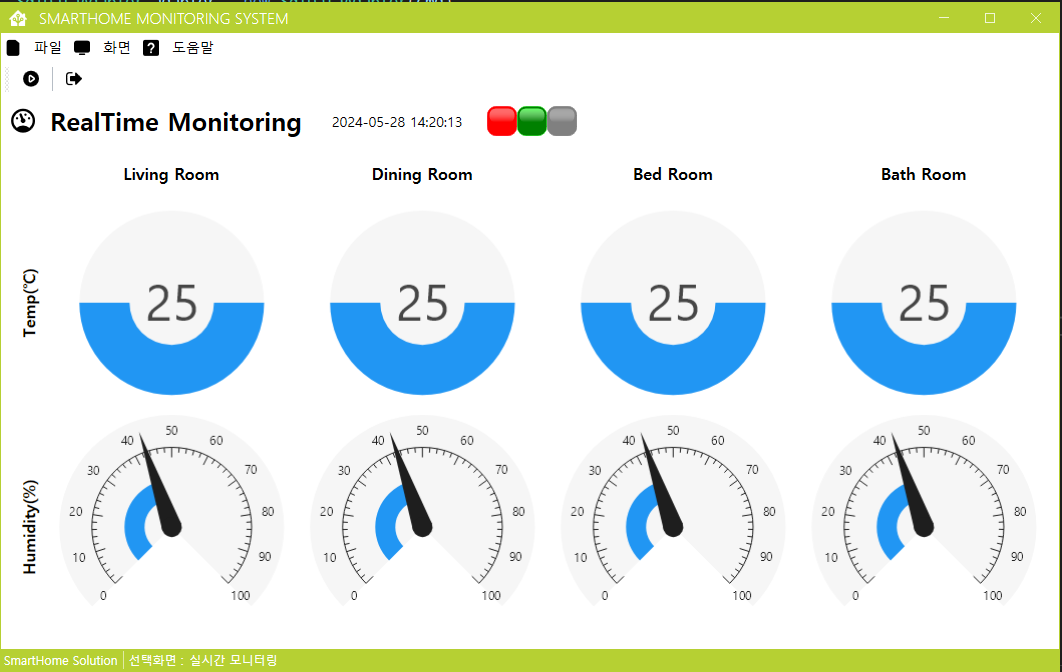 SMARTHOME MONITORING SYSTEM
파일 화면 도움말
RealTime Monitoring 2024-05-28 14:20:13
Living Room Dining Room Bed Room Bath Room
Temp(℃)
25 25 25 25
Humidity(%)
0 10 20 30 40 50 60 70 80 90 100
0 10 20 30 40 50 60 70 80 90 100
0 10 20 30 40 50 60 70 80 90 100
0 10 20 30 40 50 60 70 80 90 100
SmartHome Solution 선택화면 : 실시간 모니터링